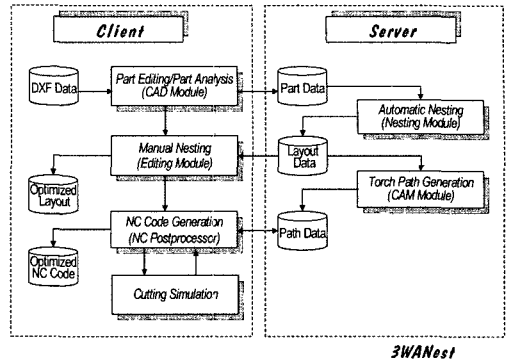 Client
Server
DXF Data
Part Editing/Part Analysis
(CAD Module)
Part Data
Automatic Nesting
(Nesting Module)
Manual Nesting
(Editing Module)
Layout
Data
Optimized
Layout
Torch Path Generation
(CAM Module)
NC Code Generation
(NC Postprocessor)
Path Data
Optimized
NC Code
Cutting Simulation
3WANest